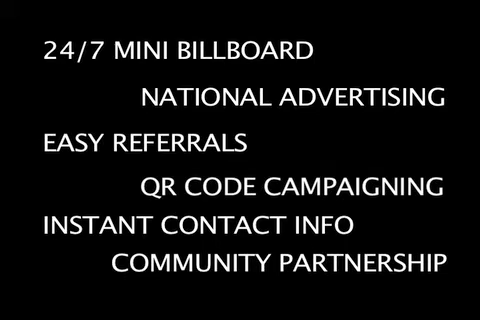 24/7 MINI BILLBOARD
NATIONAL ADVERTISING
EASY REFERRALS
QR CODE CAMPAIGNING
INSTANT CONTACT INFO
COMMUNITY PARTNERSHIP